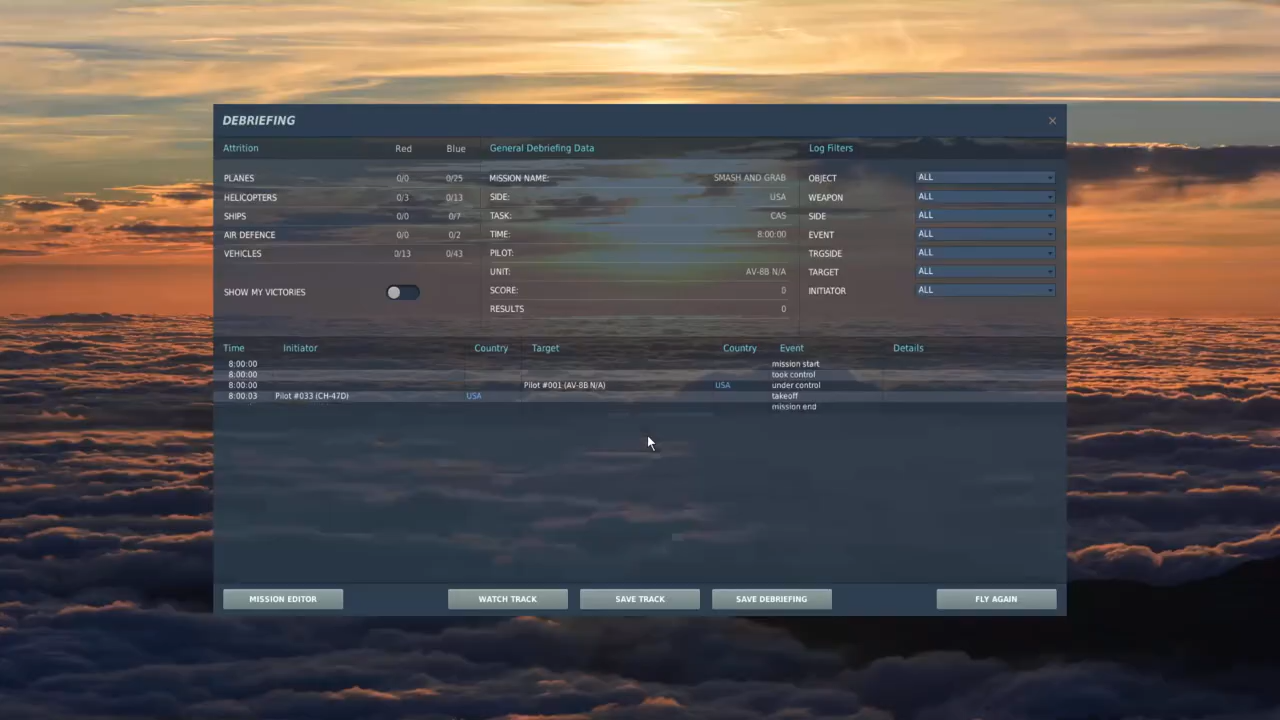 DEBRIEFING
Attrition Red Blue General Debriefing Data Log Filters
PLANES 0/0 0/25 MISSION NAME: SMASH AND GRAB OBJECT ALL
HELICOPTERS 0/3 0/13 SIDE: USA WEAPON ALL
SHIPS 0/0 0/7 TASK: CAS SIDE ALL
AIR DEFENCE 0/0 0/2 TIME: 8:00:00 EVENT ALL
VEHICLES 0/13 0/43 PILOT: TRGSIDE ALL
UNIT: AV-8B N/A TARGET ALL
SHOW MY VICTORIES SCORE: 0 INITIATOR ALL
RESULTS 0
Time Initiator Country Target Country Event Details
8:00:00 mission start
8:00:00 took control
8:00:00 Pilot #001 (AV-8B N/A) USA under control
8:00:03 Pilot #033 (CH-47D) USA takeoff
mission end
MISSION EDITOR WATCH TRACK SAVE TRACK SAVE DEBRIEFING FLY AGAIN